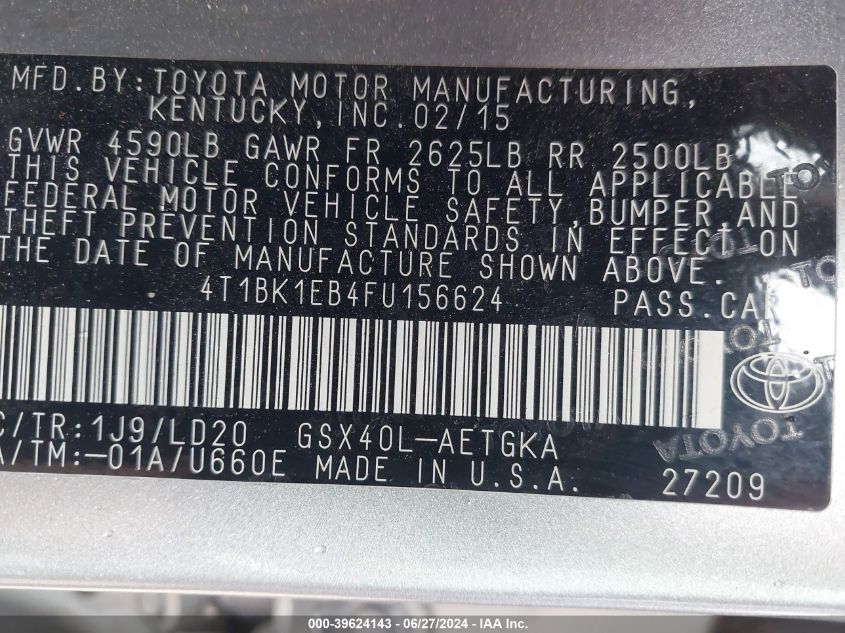 MFD.BY:TOYOTA MOTOR MANUFACTURING,
KENTUCKY,INC.02/15
GVWR 4590LB GAWR FR 2625LB RR 2500LB
THIS VEHICLE CONFORMS TO ALL APPLICABLE
FEDERAL MOTOR VEHICLE SAFETY,BUMPER,AND
THEFT PREVENTION STANDARDS IN EFFECT ON
THE DATE OF MANUFACTURE SHOWN ABOVE.
4T1BK1EB4FU156624 PASS.CAR
C/TR:1J9/LD20 GSX40L-AETGKA
A/TM:-01A/U660E MADE IN U.S.A.
TOYOTA
27209
000-39624143 - 06/27/2024 - IAA Inc.